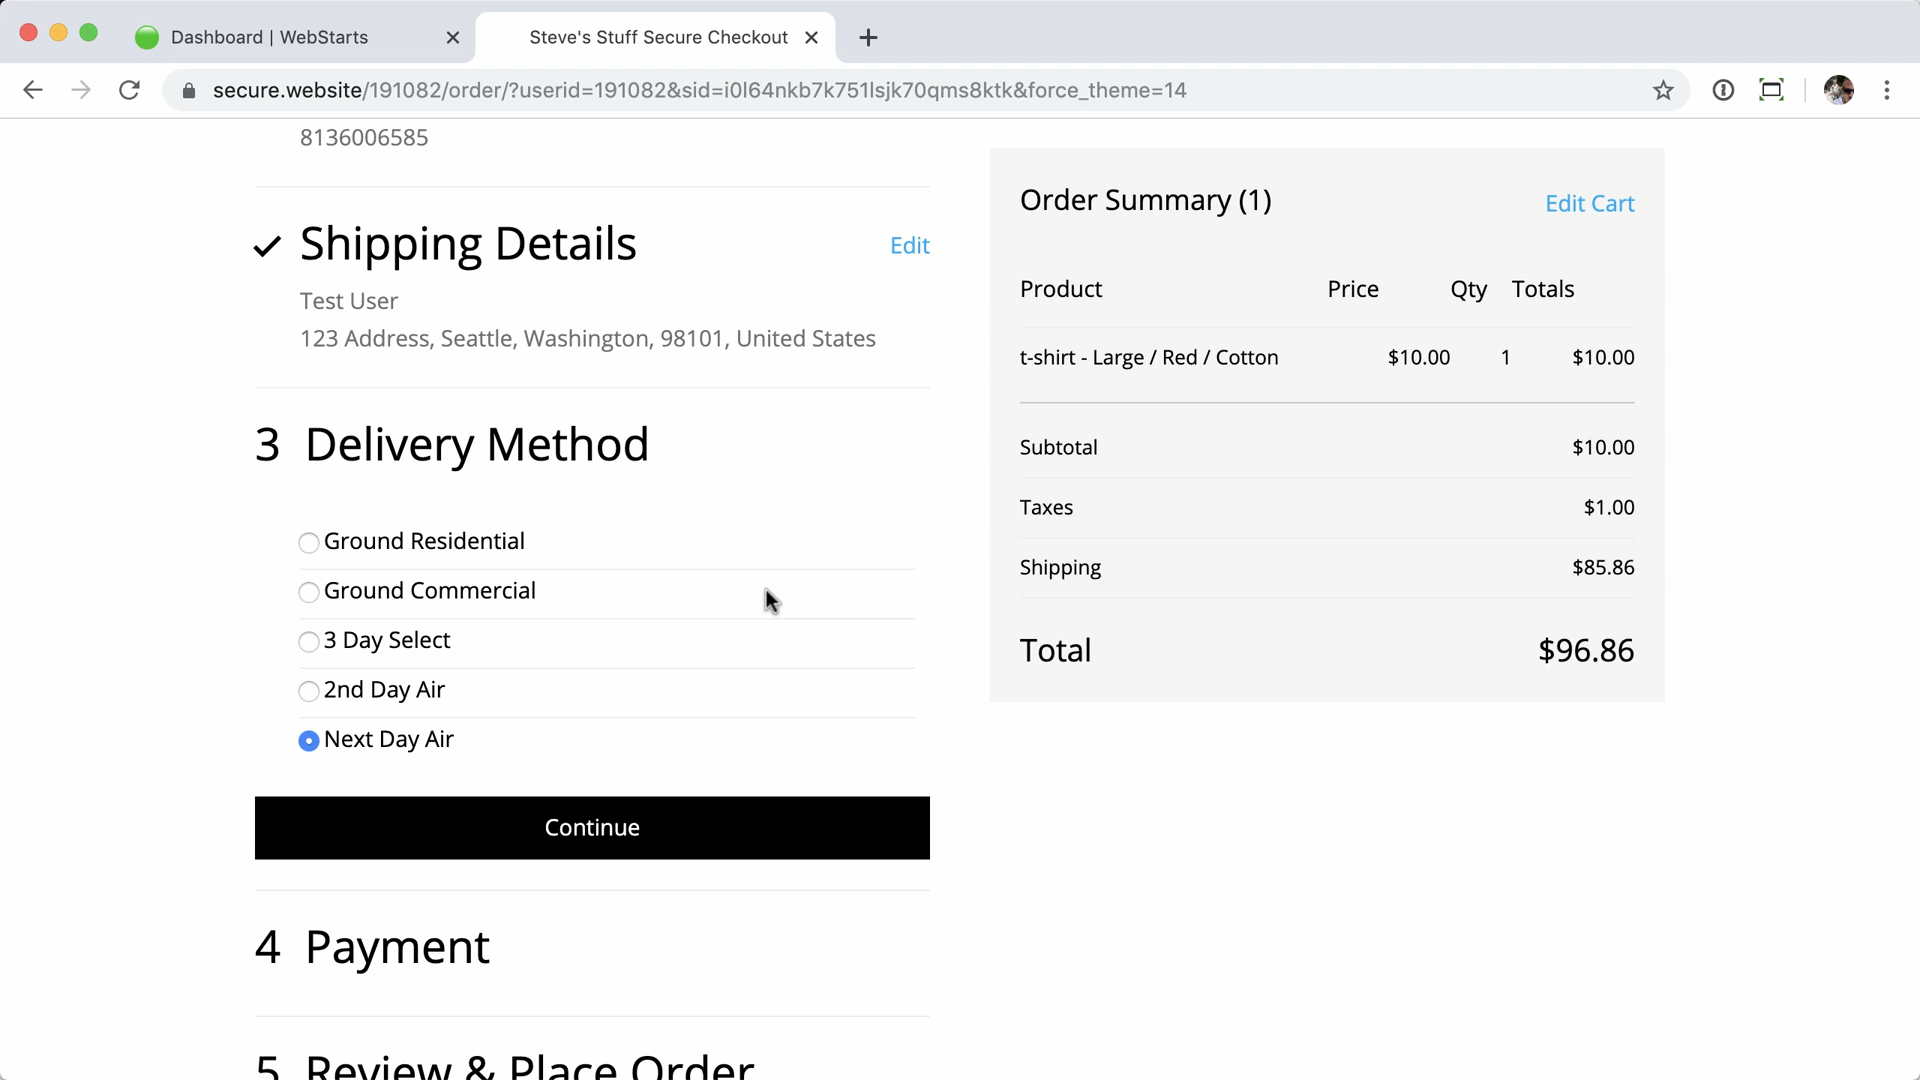 Dashboard | WebStarts
Steve's Stuff Secure Checkout
secure.website/191082/order/?userid=191082&sid=i0l64nkb7k751lsjk70qms8ktk&force_theme=14
8136006585
Shipping Details
Edit
Test User
123 Address, Seattle, Washington, 98101, United States
3 Delivery Method
Ground Residential
Ground Commercial
3 Day Select
2nd Day Air
Next Day Air
Continue
4 Payment
5 Review & Place Order
Order Summary (1)
Edit Cart
Product Price Qty Totals
t-shirt - Large / Red / Cotton $10.00 1 $10.00
Subtotal $10.00
Taxes $1.00
Shipping $85.86
Total $96.86